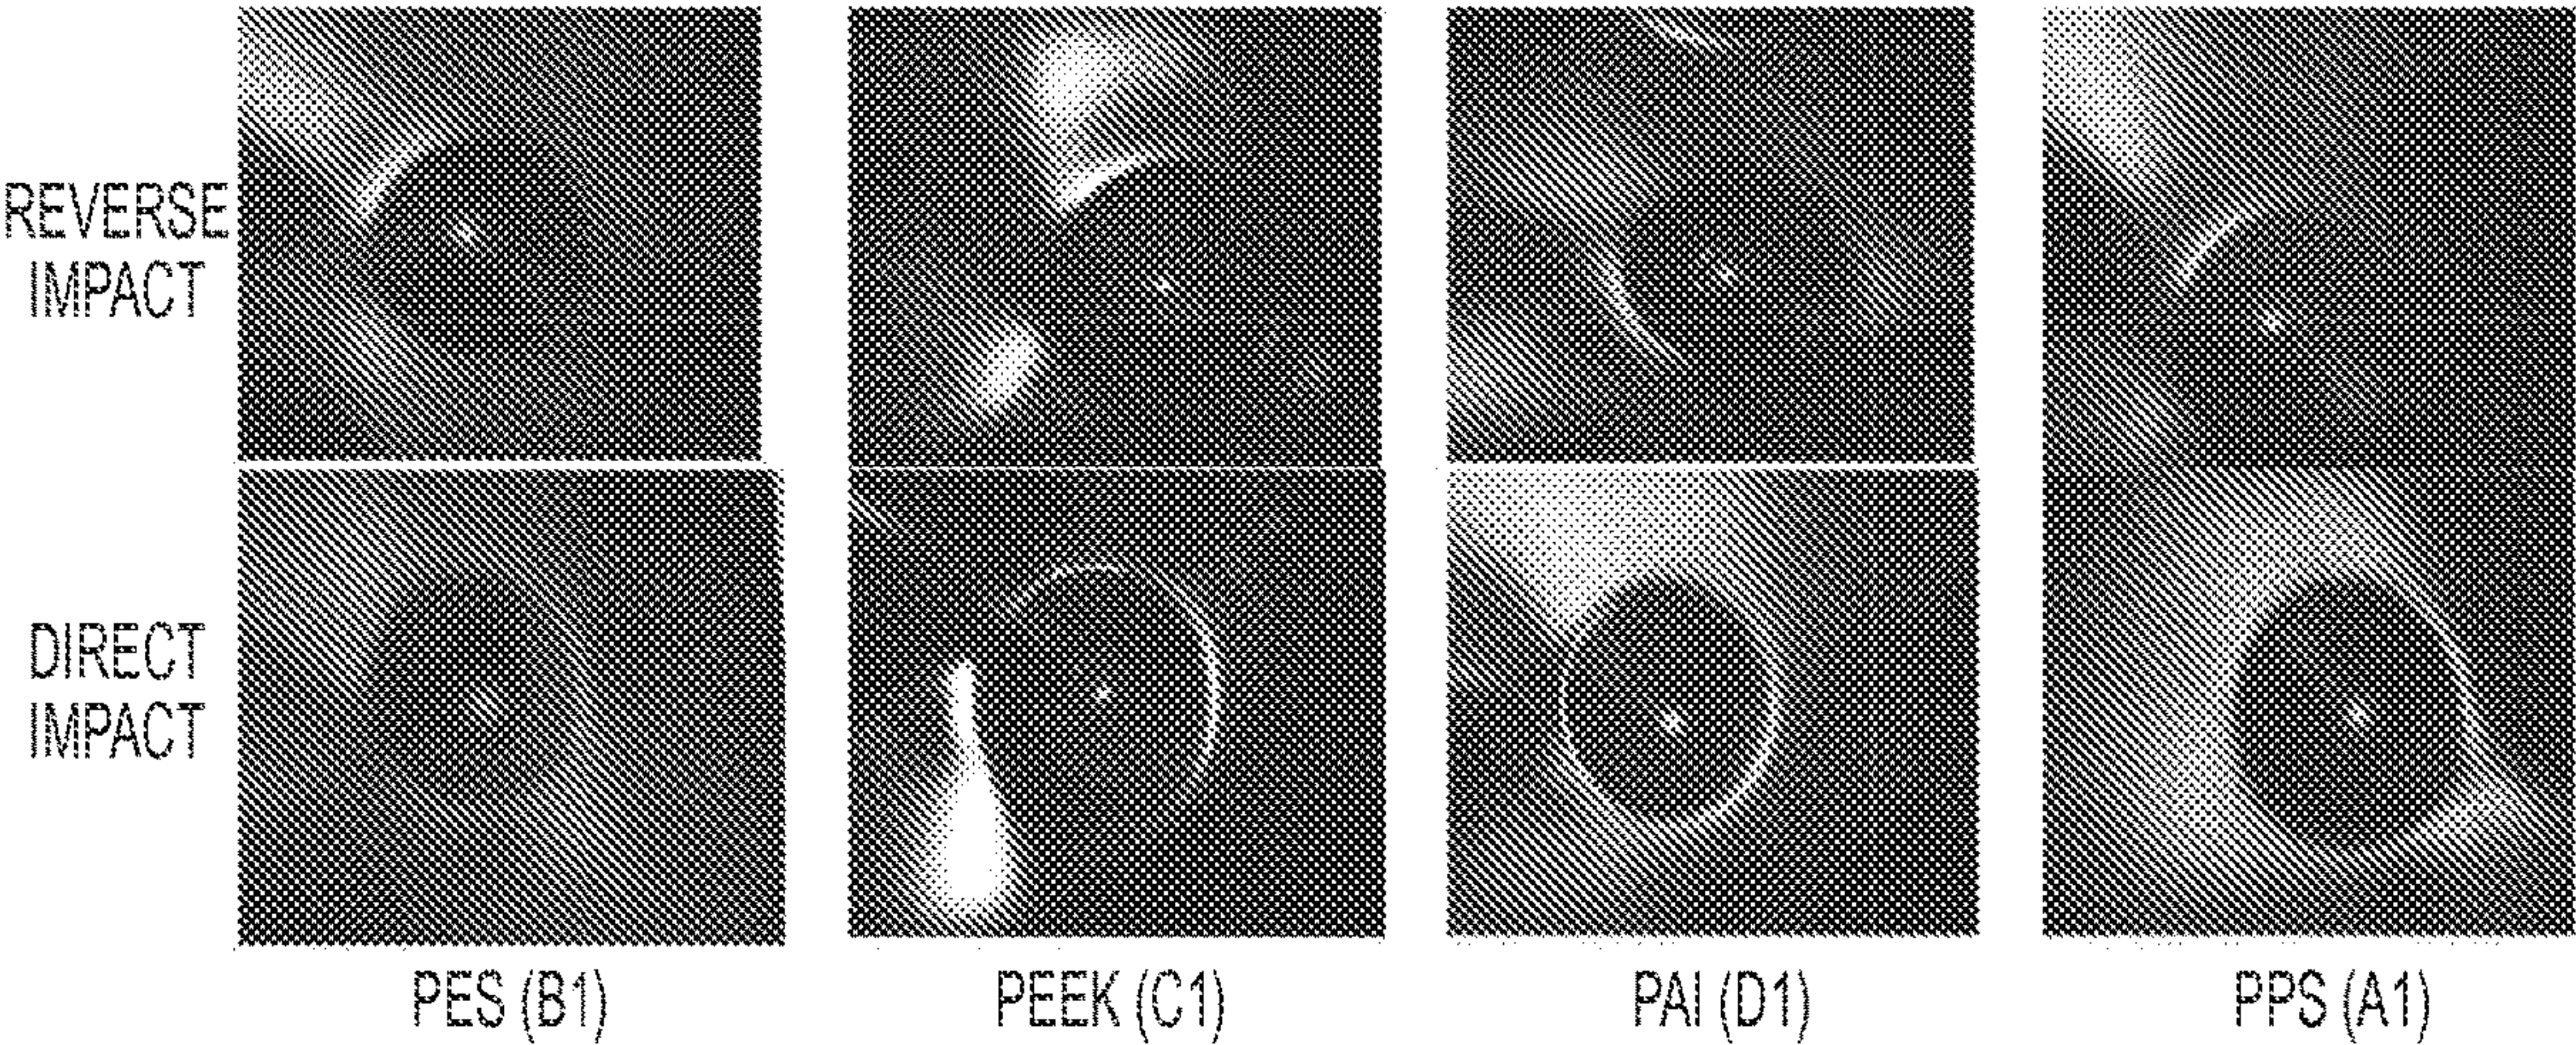 REVERSE
IMPACT
DIRECT
IMPACT
PES (B1)
PEEK (C1)
PAI (D1)
PPS (A1)